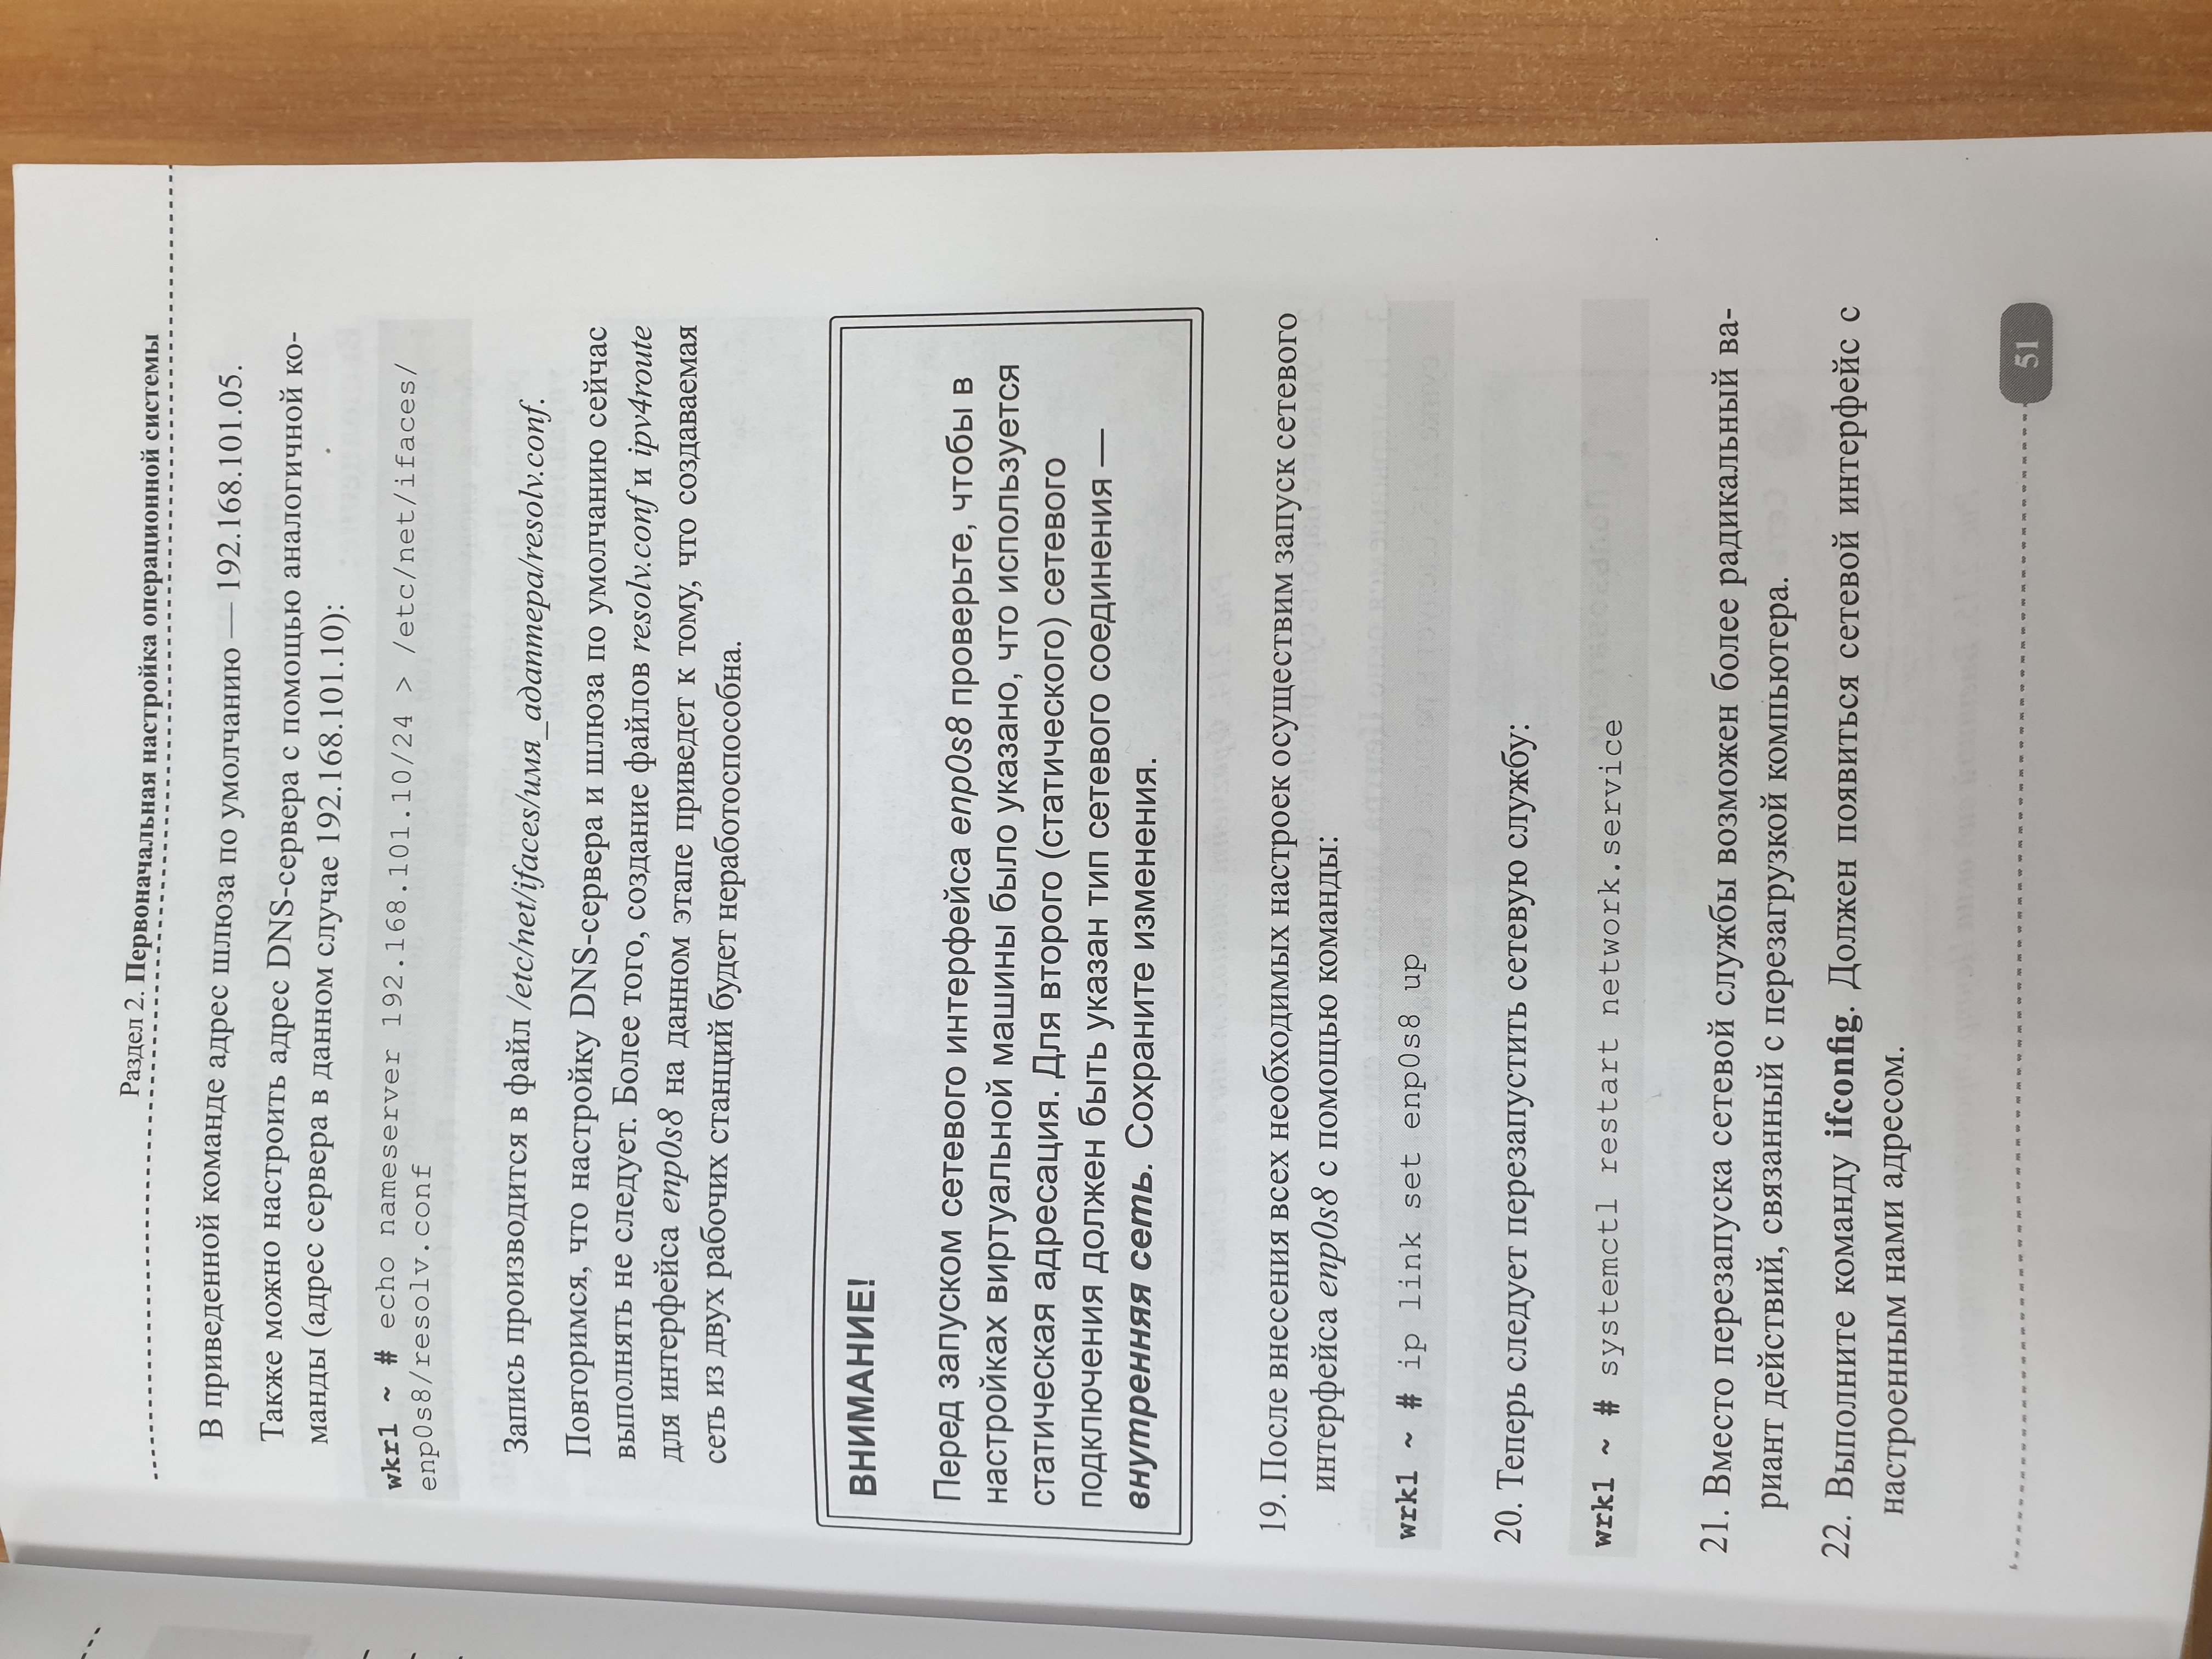 Раздел 2. Первоначальная настройка операционной системы
В приведенной команде адрес шлюза по умолчанию — 192.168.101.05.
Также можно настроить адрес DNS-сервера с помощью аналогичной ко-
манды (адрес сервера в данном случае 192.168.101.10):
wkr1 ~ # echo nameserver 192.168.101.10/24 > /etc/net/ifaces/
enp0s8/resolv.conf
Запись производится в файл /etc/net/ifaces/имя_адаптера/resolv.conf.
Повторимся, что настройку DNS-сервера и шлюза по умолчанию сейчас
выполнять не следует. Более того, создание файлов resolv.conf и ipv4route
для интерфейса enp0s8 на данном этапе приведет к тому, что создаваемая
сеть из двух рабочих станций будет неработоспособна.
ВНИМАНИЕ!
Перед запуском сетевого интерфейса enp0s8 проверьте, чтобы в
настройках виртуальной машины было указано, что используется
статическая адресация. Для второго (статического) сетевого
подключения должен быть указан тип сетевого соединения —
внутренняя сеть. Сохраните изменения.
19. После внесения всех необходимых настроек осуществим запуск сетевого
интерфейса enp0s8 с помощью команды:
wrk1 ~ # ip link set enp0s8 up
20. Теперь следует перезапустить сетевую службу:
wrk1 ~ # systemctl restart network.service
21. Вместо перезапуска сетевой службы возможен более радикальный ва-
риант действий, связанный с перезагрузкой компьютера.
22. Выполните команду ifconfig. Должен появиться сетевой интерфейс с
настроенным нами адресом.
51